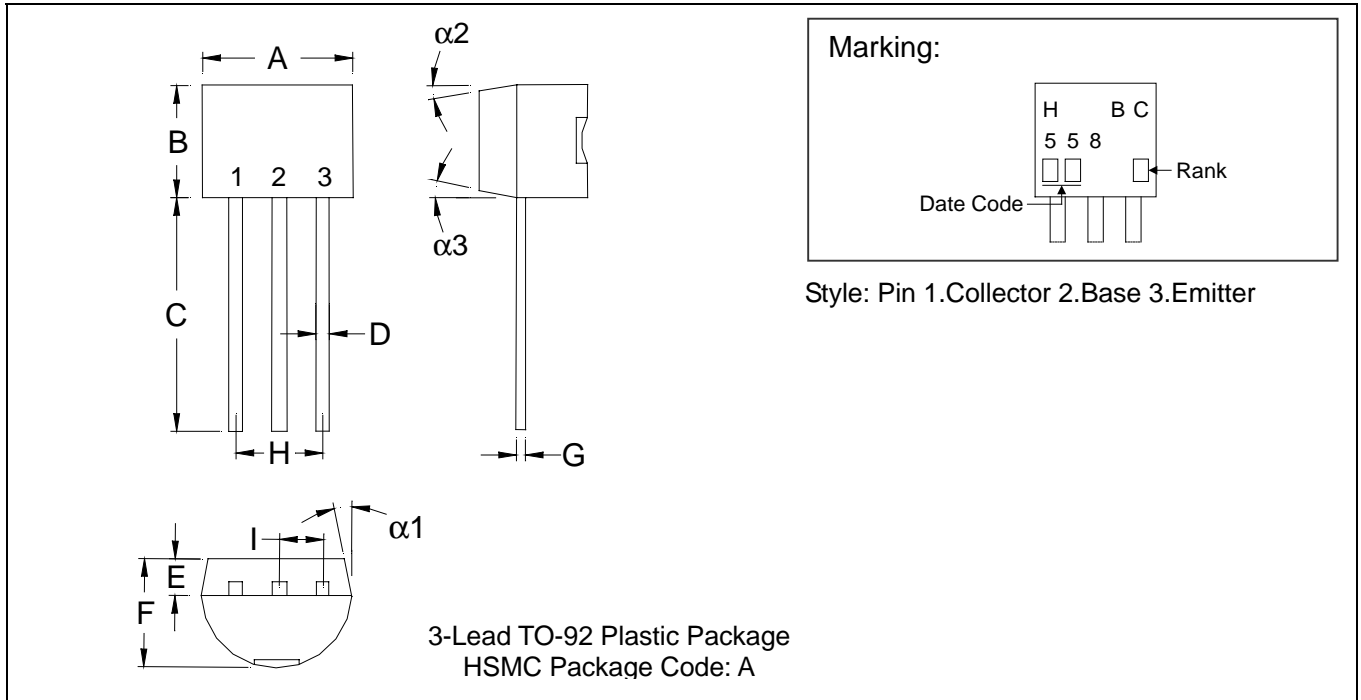 α2
A
B
1 2 3
α3
C
D
H
G
α1
I
E
F
3-Lead TO-92 Plastic Package
HSMC Package Code: A
Marking:
H B C
5 5 8
Rank
Date Code
Style: Pin 1.Collector 2.Base 3.Emitter